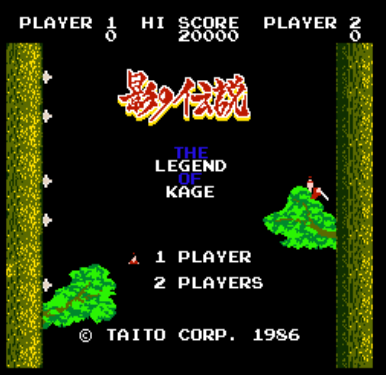 PLAYER 1 HI SCORE PLAYER 2
0 20000 0
影の伝説
THE
LEGEND
OF
KAGE
1 PLAYER
2 PLAYERS
© TAITO CORP. 1986